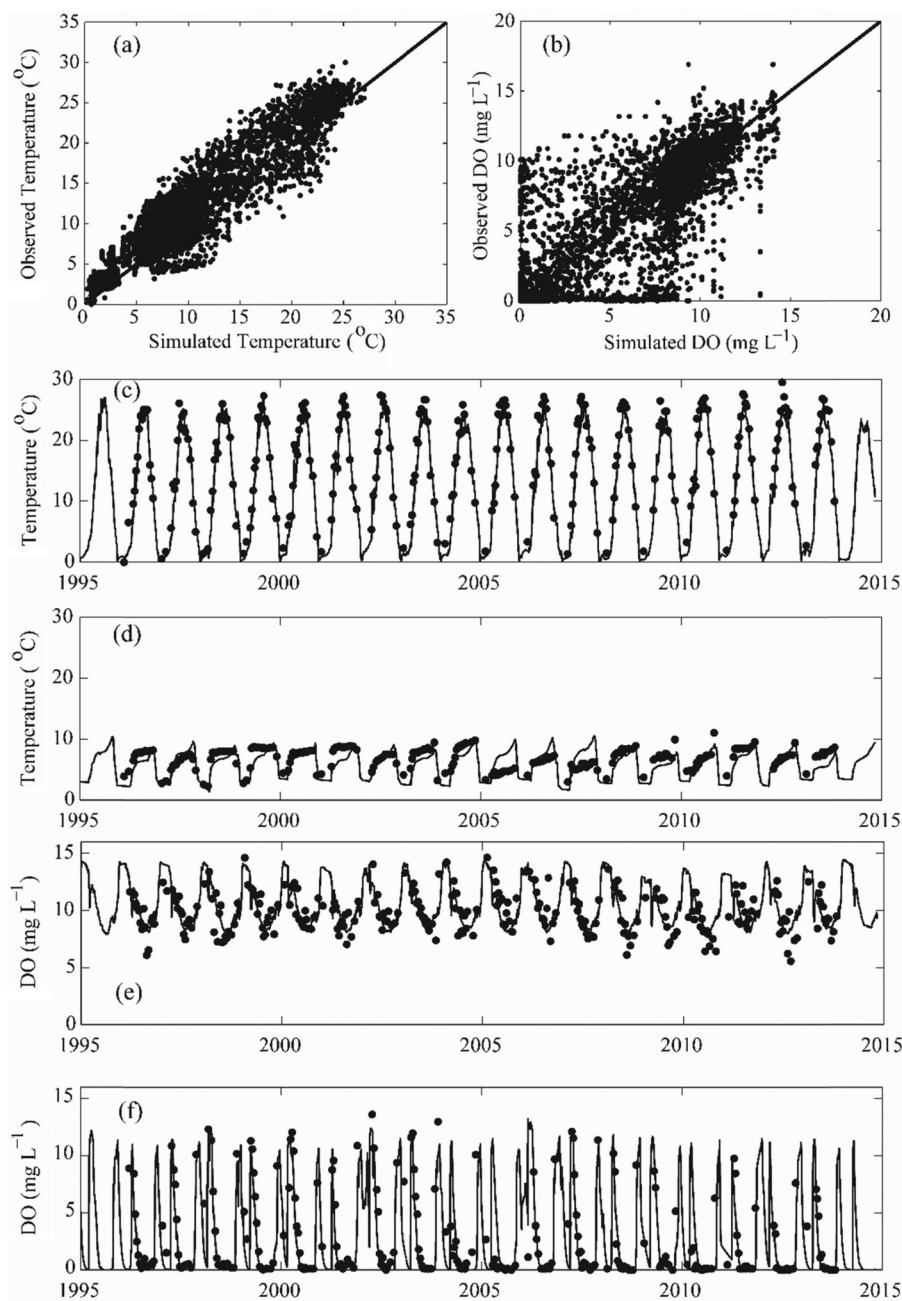 (a)
Observed Temperature (°C)
35
30
25
20
15
10
5
0
0 5 10 15 20 25 30 35
Simulated Temperature (°C)
(b)
Observed DO (mg L⁻¹)
20
15
10
5
0
0 5 10 15 20
Simulated DO (mg L⁻¹)
(c)
Temperature (°C)
30
20
10
0
1995 2000 2005 2010 2015
(d)
Temperature (°C)
30
20
10
0
1995 2000 2005 2010 2015
DO (mg L⁻¹)
15
10
5
0
(e)
1995 2000 2005 2010 2015
(f)
DO (mg L⁻¹)
15
10
5
0
1995 2000 2005 2010 2015